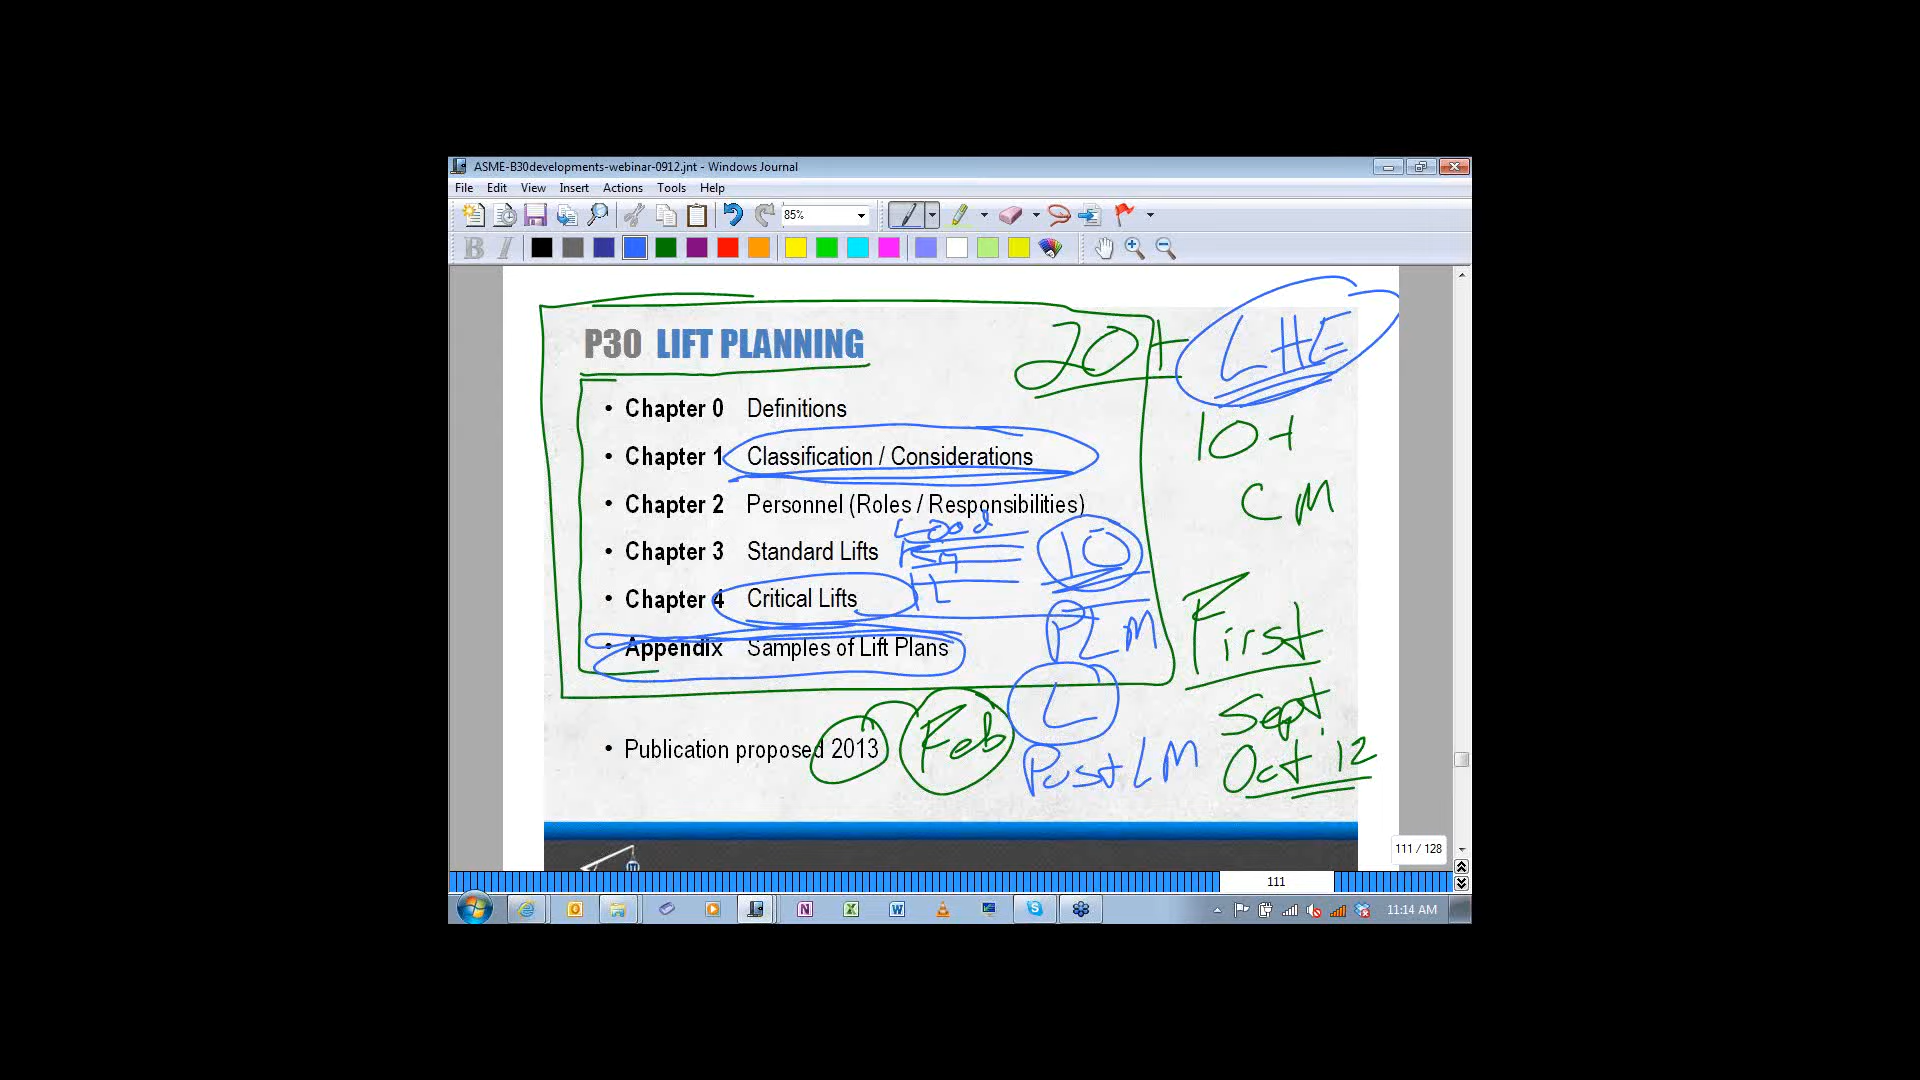 ASME-B30developments-webinar-0912.jnt - Windows Journal
File Edit View Insert Actions Tools Help
85%
B I
P30 LIFT PLANNING
20+
LHE
• Chapter 0 Definitions
10+
• Chapter 1 Classification / Considerations
CM
• Chapter 2 Personnel (Roles / Responsibilities)
Load
• Chapter 3 Standard Lifts
10
• Chapter 4 Critical Lifts
PLM
First
• Appendix Samples of Lift Plans
L
Sept
• Publication proposed 2013
Feb
Post LM
Oct. 12
111 / 128
111
11:14 AM